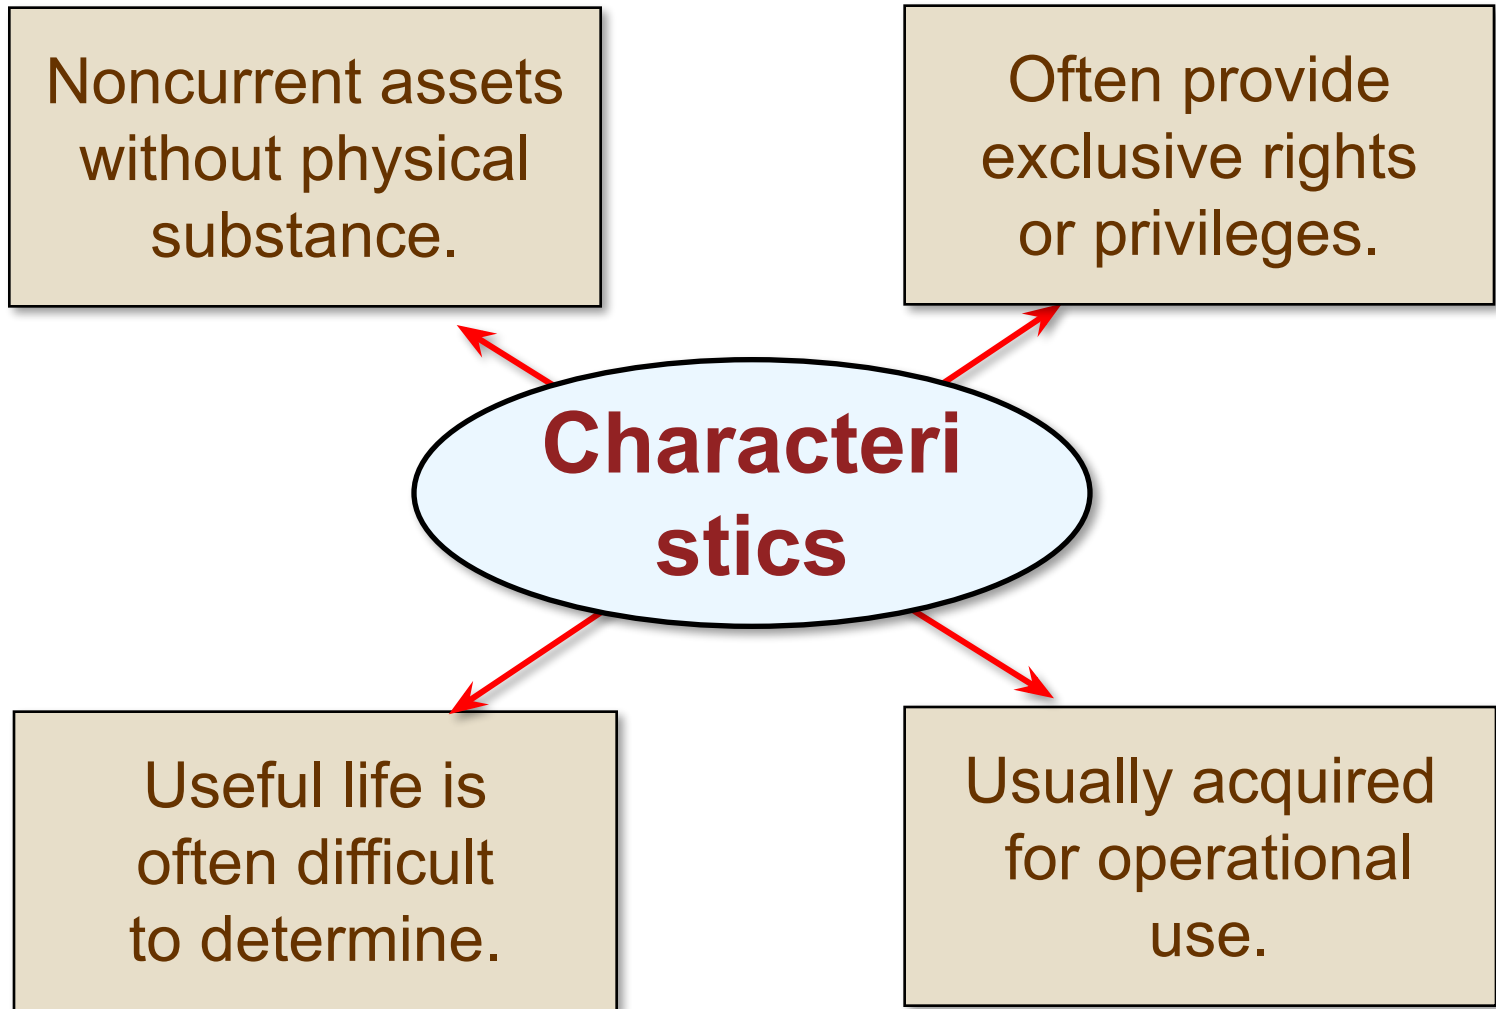 Noncurrent assets
without physical
substance.
Often provide
exclusive rights
or privileges.
Characteri
stics
Useful life is
often difficult
to determine.
Usually acquired
for operational
use.